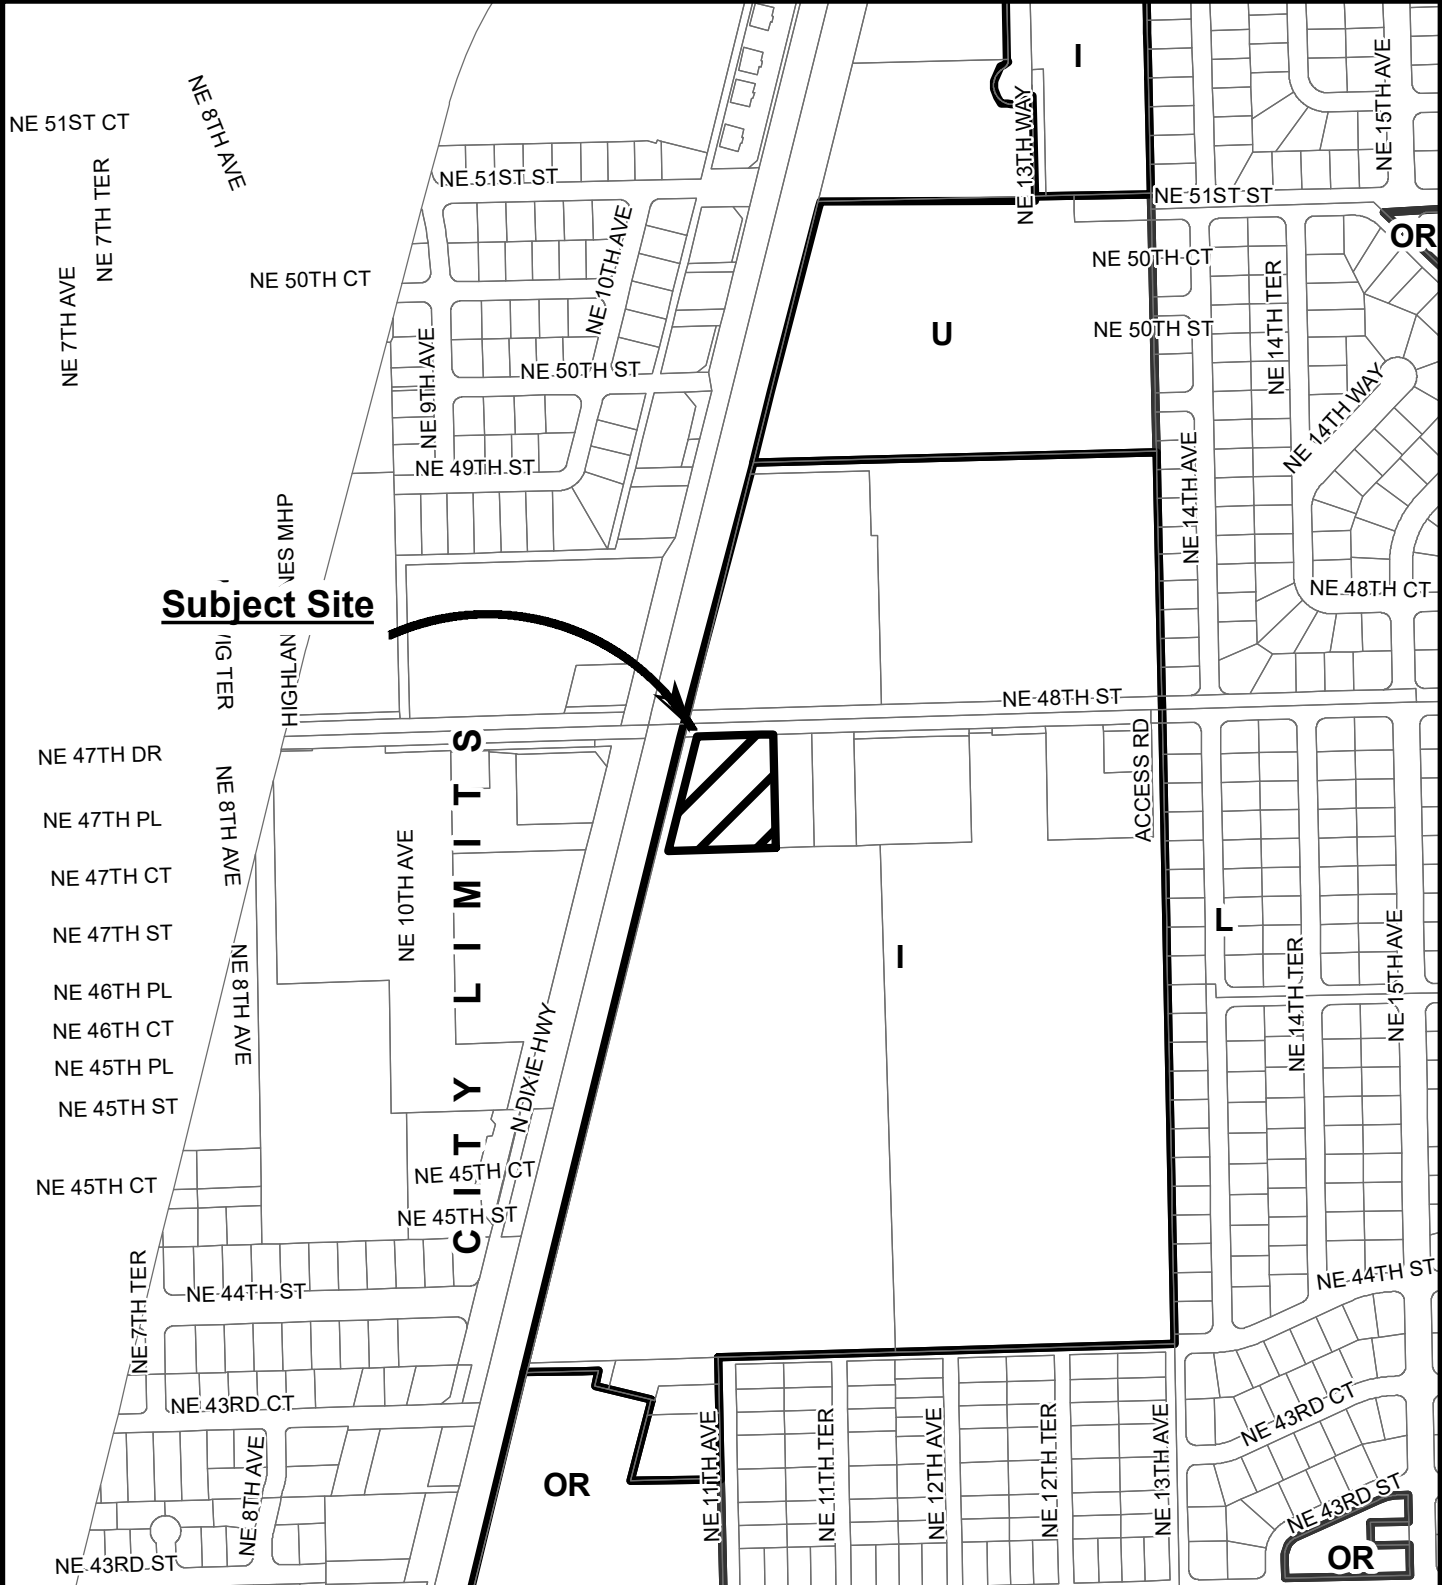 I
NE 15TH AVE
NE 51ST CT
NE 8TH AVE
NE 13TH WAY
NE 7TH TER
NE 51ST ST
NE 51ST ST
OR
NE 10TH AVE
NE 50TH CT
NE 50TH CT
NE 7TH AVE
NE 14TH TER
U
NE 50TH ST
NE 9TH AVE
NE 50TH ST
NE 14TH WAY
NE 49TH ST
NE 14TH AVE
NE 48TH CT
Subject Site
NE 48TH ST
NE 47TH DR
ACCESS RD
NE 8TH AVE
NE 47TH PL
NE 10TH AVE
CITY LIMITS
NE 47TH CT
L
NE 47TH ST
I
NE 8TH AVE
NE 15TH AVE
NE 46TH PL
NE 14TH TER
NE 46TH CT
N DIXIE HWY
NE 45TH PL
NE 45TH ST
NE 45TH CT
NE 45TH CT
NE 45TH ST
NE 44TH ST
NE 44TH ST
NE 7TH TER
NE 43RD CT
NE 43RD CT
NE 11TH AVE
NE 11TH TER
NE 12TH AVE
NE 12TH TER
NE 13TH AVE
OR
NE 8TH AVE
NE 43RD ST
NE 43RD ST
OR